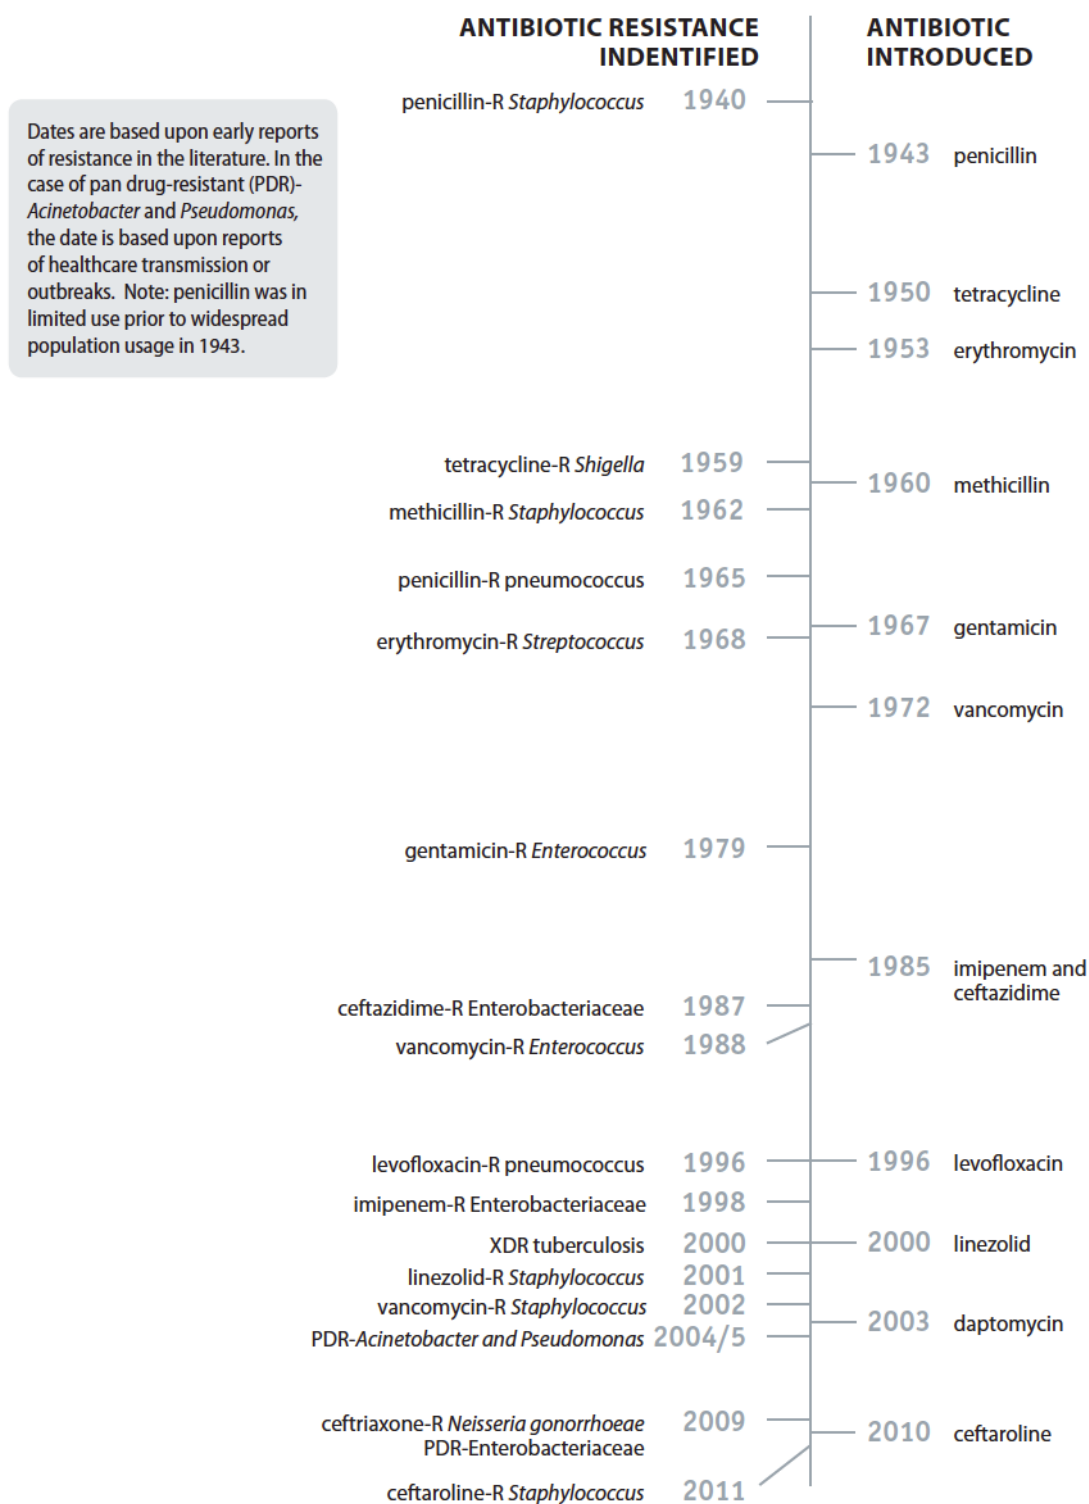 ANTIBIOTIC RESISTANCE
INDENTIFIED
ANTIBIOTIC
INTRODUCED
penicillin-R Staphylococcus 1940
Dates are based upon early reports
of resistance in the literature. In the
case of pan drug-resistant (PDR)-
Acinetobacter and Pseudomonas,
the date is based upon reports
of healthcare transmission or
outbreaks. Note: penicillin was in
limited use prior to widespread
population usage in 1943.
1943 penicillin
1950 tetracycline
1953 erythromycin
tetracycline-R Shigella 1959
1960 methicillin
methicillin-R Staphylococcus 1962
penicillin-R pneumococcus 1965
1967 gentamicin
erythromycin-R Streptococcus 1968
1972 vancomycin
gentamicin-R Enterococcus 1979
1985 imipenem and
ceftazidime
ceftazidime-R Enterobacteriaceae 1987
vancomycin-R Enterococcus 1988
levofloxacin-R pneumococcus 1996
1996 levofloxacin
imipenem-R Enterobacteriaceae 1998
XDR tuberculosis 2000
2000 linezolid
linezolid-R Staphylococcus 2001
vancomycin-R Staphylococcus 2002
2003 daptomycin
PDR-Acinetobacter and Pseudomonas 2004/5
ceftriaxone-R Neisseria gonorrhoeae 2009
PDR-Enterobacteriaceae
2010 ceftaroline
ceftaroline-R Staphylococcus 2011